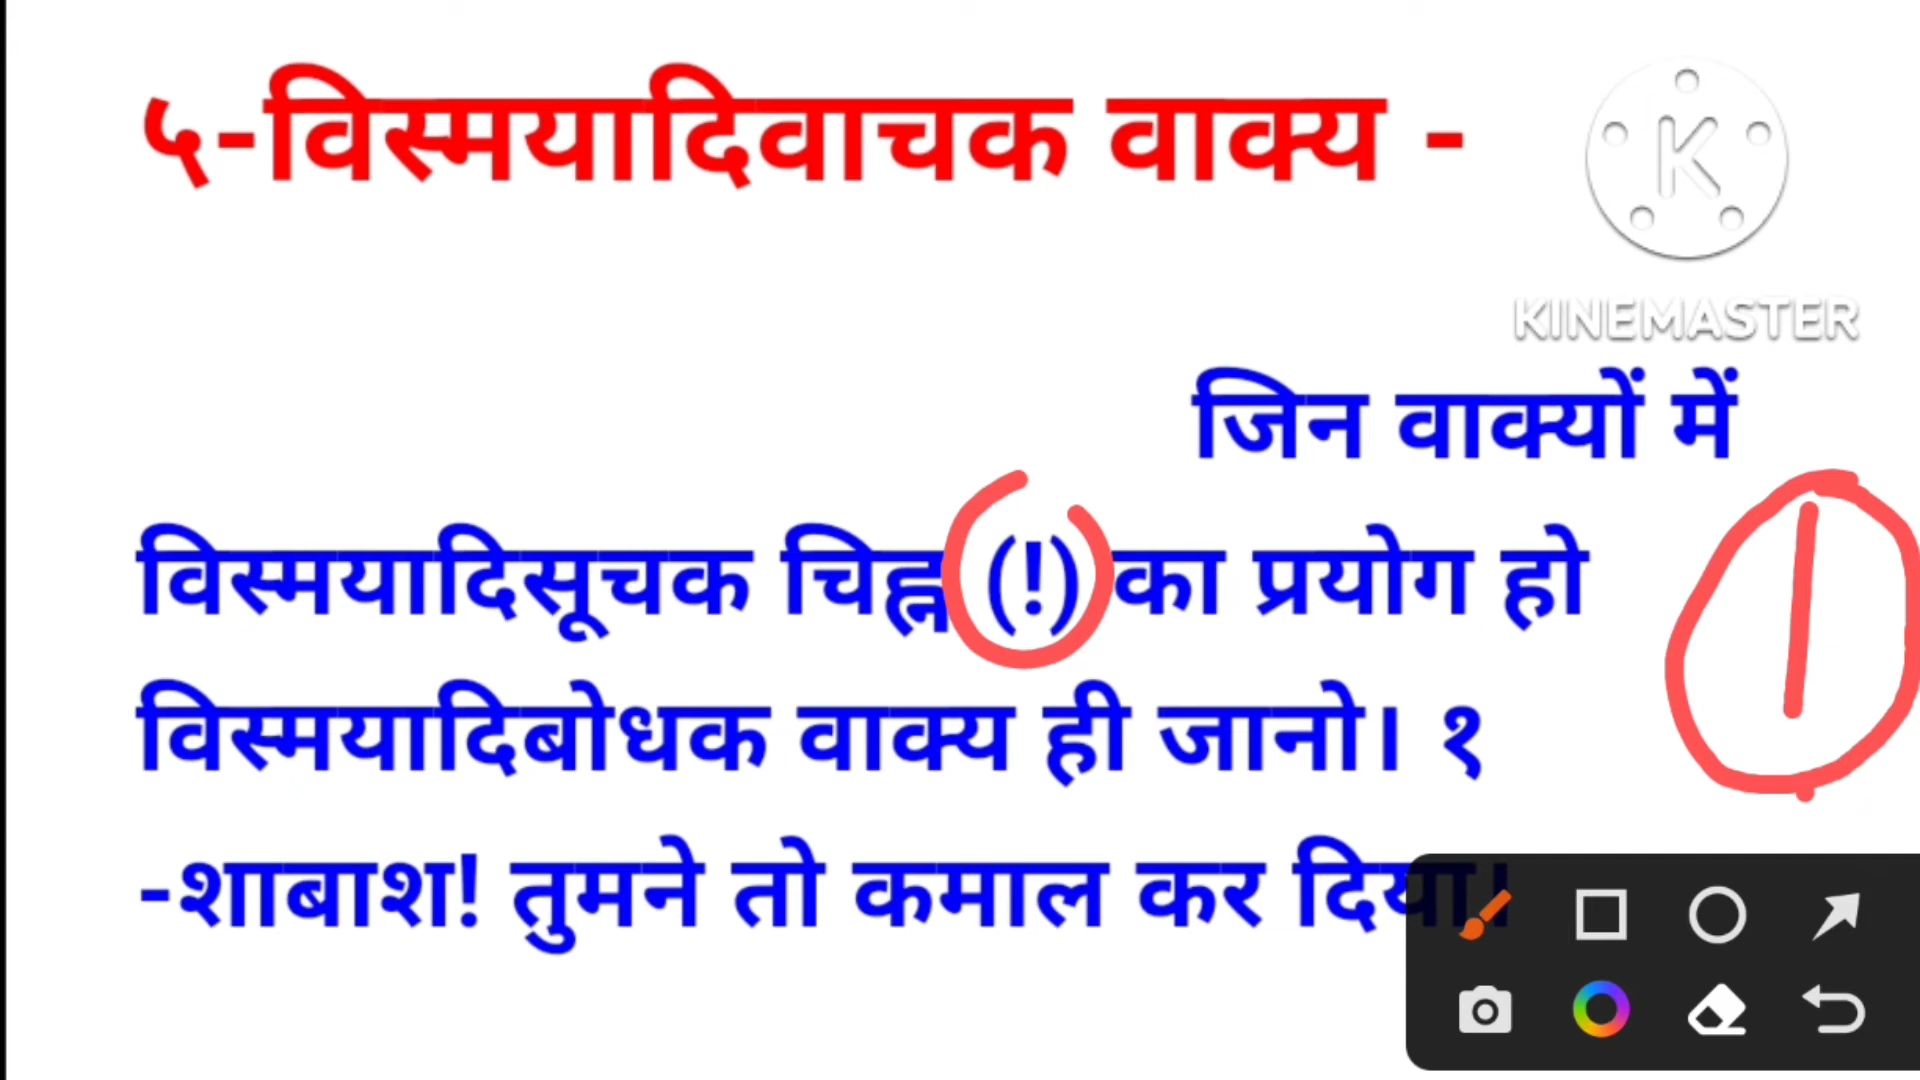 ५-विस्मयादिवाचक वाक्य -
K
KINEMASTER
जिन वाक्यों में
विस्मयादिसूचक चिह्न (!) का प्रयोग हो
विस्मयादिबोधक वाक्य ही जानो। १
-शाबाश! तुमने तो कमाल कर दिया।